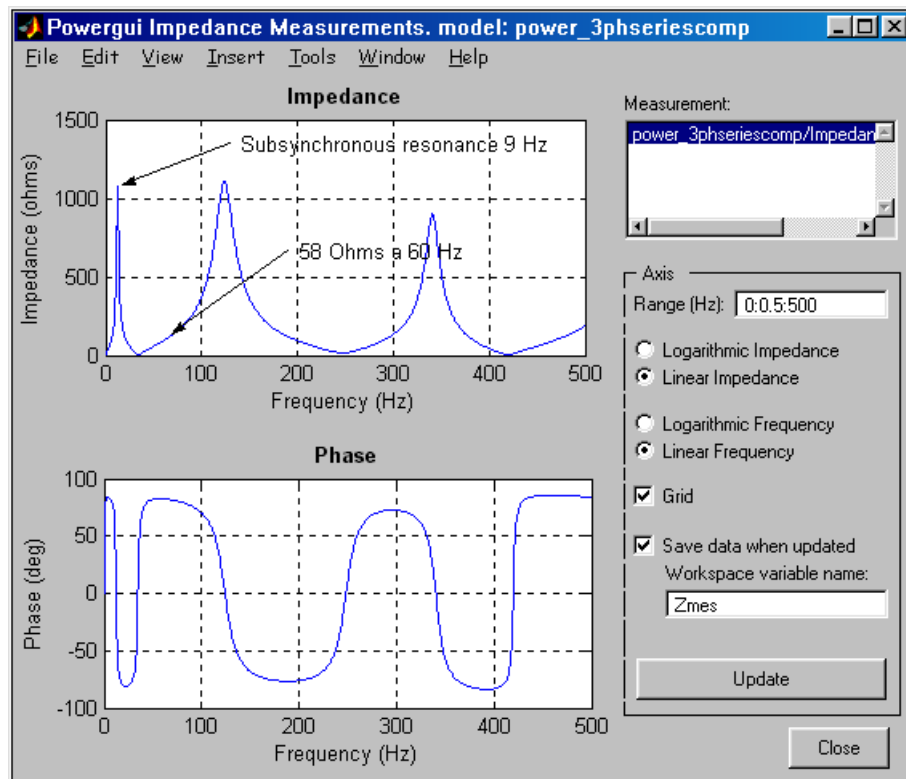 Powergui Impedance Measurements. model: power_3phseriescomp
File Edit View Insert Tools Window Help
Impedance
1500
1000
500
0
Impedance (ohms)
Subsynchronous resonance 9 Hz
58 Ohms a 60 Hz
0 100 200 300 400 500
Frequency (Hz)
Phase
100
50
0
-50
-100
Phase (deg)
0 100 200 300 400 500
Frequency (Hz)
Measurement:
power_3phseriescomp/Impedan
Axis
Range (Hz): 0:0.5:500
Logarithmic Impedance
Linear Impedance
Logarithmic Frequency
Linear Frequency
Grid
Save data when updated
Workspace variable name:
Zmes
Update
Close